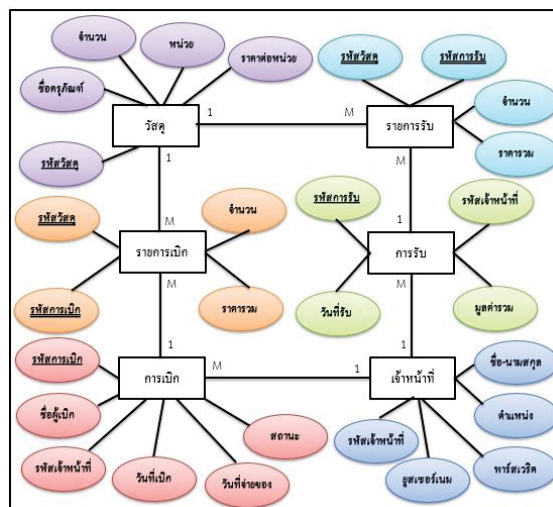 จำนวน
หน่วย
ราคาต่อหน่วย
รหัสวัสดุ
รหัสการรับ
ชื่อครุภัณฑ์
จำนวน
วัสดุ
1
M
รายการรับ
ราคารวม
1
M
รหัสวัสดุ
รหัสวัสดุ
จำนวน
รหัสการรับ
รหัสเจ้าหน้าที่
M
1
รายการเบิก
การรับ
M
M
รหัสการเบิก
ราคารวม
วันที่รับ
มูลค่ารวม
รหัสการเบิก
1
1
การเบิก
M
1
เจ้าหน้าที่
ชื่อ-นามสกุล
ชื่อผู้เบิก
สถานะ
ตำแหน่ง
รหัสเจ้าหน้าที่
รหัสเจ้าหน้าที่
วันที่เบิก
วันที่จ่ายของ
ยูสเซอร์เนม
พาร์สเวริด